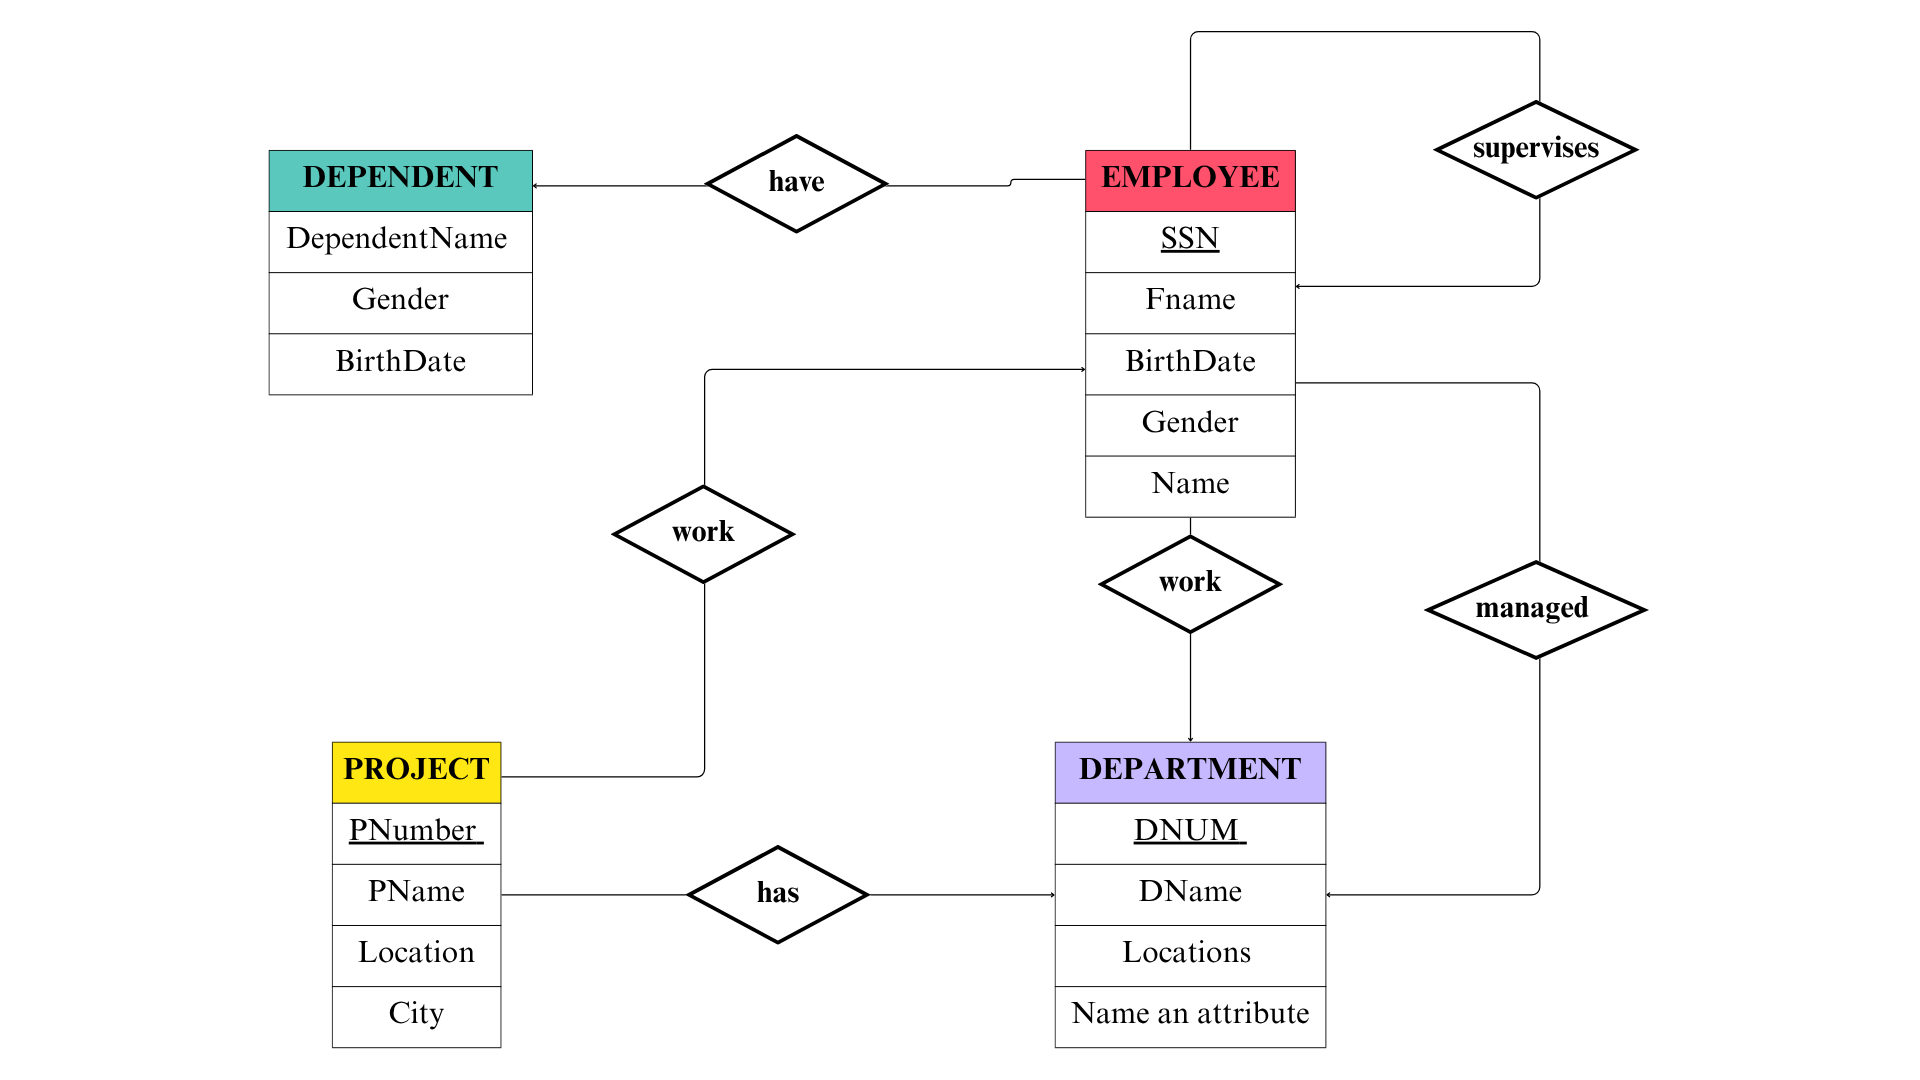 supervises
DEPENDENT
DependentName
Gender
BirthDate
have
EMPLOYEE
SSN
Fname
BirthDate
Gender
Name
work
work
managed
PROJECT
PNumber
PName
Location
City
has
DEPARTMENT
DNUM
DName
Locations
Name an attribute